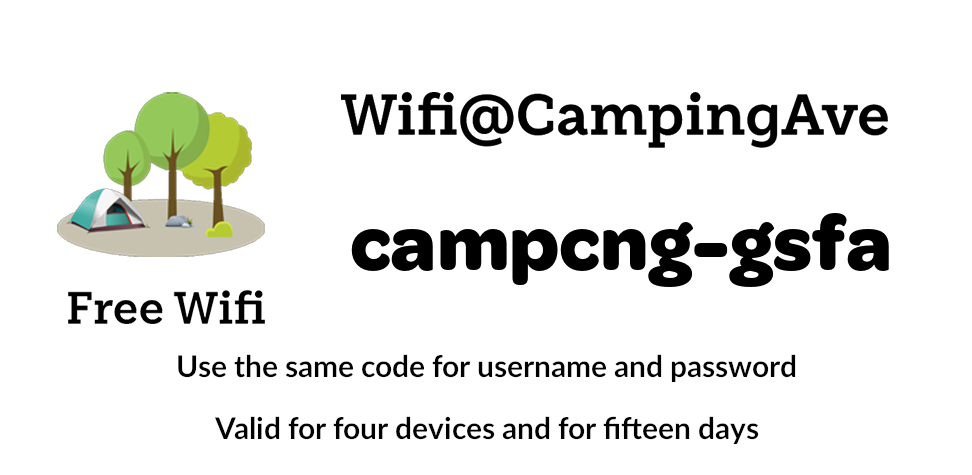 Wifi@CampingAve
campcng-gsfa
Free Wifi
Use the same code for username and password
Valid for four devices and for fifteen days